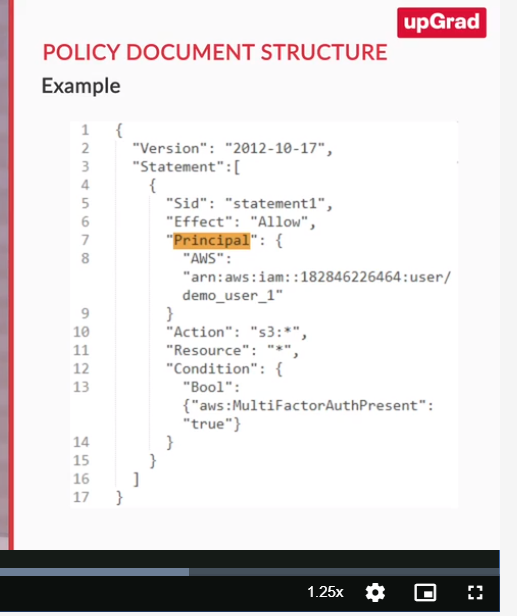 upGrad
POLICY DOCUMENT STRUCTURE
Example
1 {
2 "Version": "2012-10-17",
3 "Statement":[
4 {
5 "Sid": "statement1",
6 "Effect": "Allow",
7 "Principal": {
8 "AWS":
"arn:aws:iam::182846226464:user/
demo_user_1"
9 }
10 "Action": "s3:*",
11 "Resource": "*",
12 "Condition": {
13 "Bool":
{"aws:MultiFactorAuthPresent":
"true"}
14 }
15 }
16 ]
17 }
1.25x